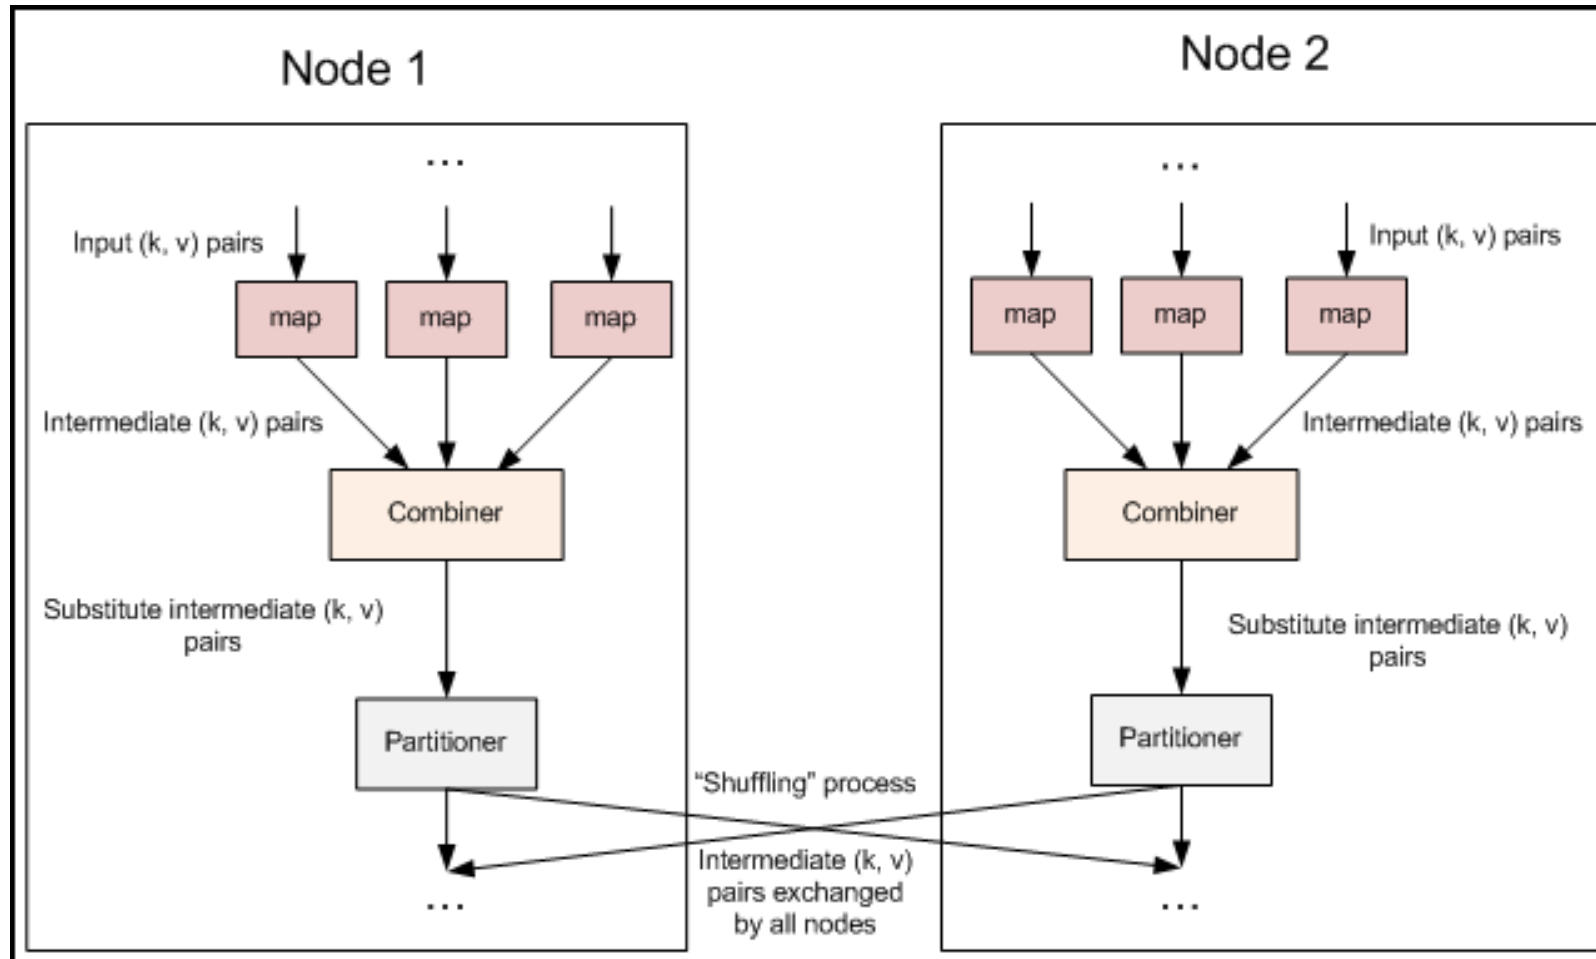 Node 1
Node 2
...
...
Input (k, v) pairs
Input (k, v) pairs
map
map
map
map
map
map
Intermediate (k, v) pairs
Intermediate (k, v) pairs
Combiner
Combiner
Substitute intermediate (k, v)
pairs
Substitute intermediate (k, v)
pairs
Partitioner
Partitioner
“Shuffling” process
Intermediate (k, v)
pairs exchanged
by all nodes
...
...